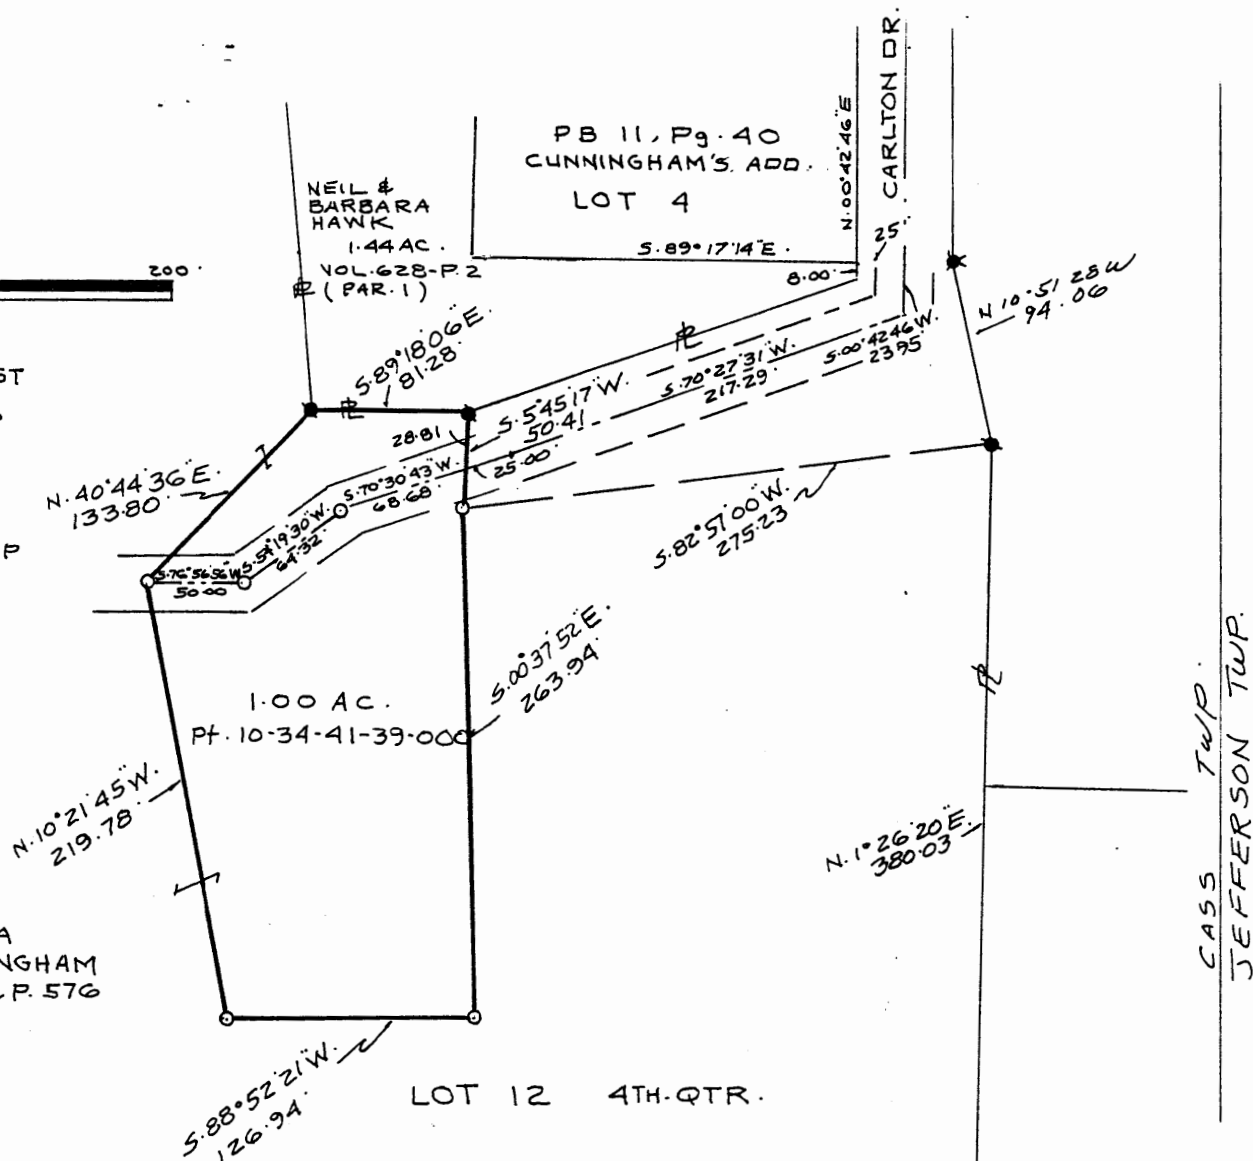 PB 11, Pg. 40
CUNNINGHAM'S. ADD.
LOT 4
CARLTON DR.
N.00°42'46"E
NEIL &
BARBARA
HAWK
1.44 AC.
VOL.628-P.2
(PAR.1)
S.89°17'14"E.
8.00'
25'
200'
N 10°51'28"W
94.06
S.89°18'06"E.
81.28'
S.00°42'46"W.
23.95
S.70°27'31"W.
217.29'
S.5°45'17"W.
50.41
28.81
25.00'
S.70°30'43"W.
68.68'
N.40°44'36"E.
133.80'
S.54°19'30"W.
64.32'
S.76°56'56"W
50.00
S.82°57'00"W.
275.23
ST
P
S.00°37'52"E.
263.94'
1.00 AC.
Pt. 10-34-41-39-000
N.10°21'45"W.
219.78'
N.1°26'20"E.
380.03
CASS TWP.
JEFFERSON TWP.
A
NGHAM
P. 576
S.88°52'21"W.
126.94'
LOT 12 4TH.QTR.